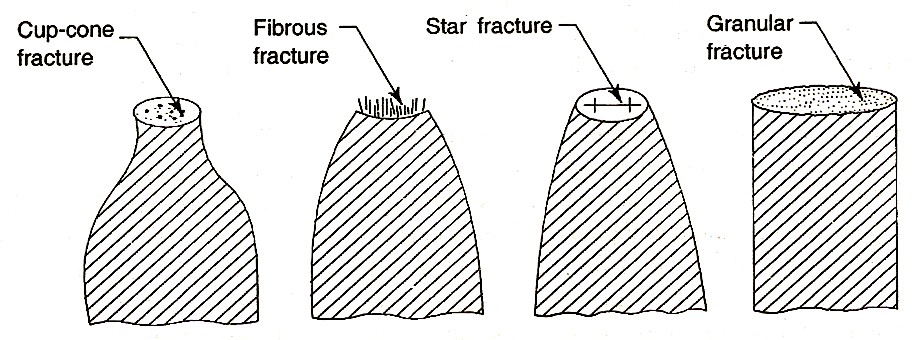 Cup-cone
fracture
Fibrous
fracture
Star fracture
Granular
fracture